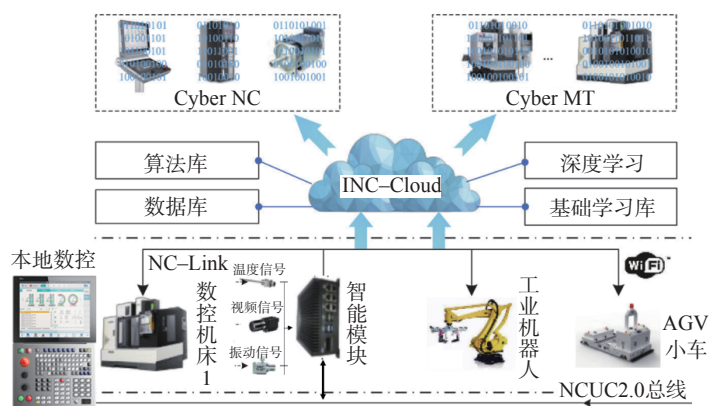 Cyber NC
...
Cyber MT
算法库
深度学习
INC–Cloud
数据库
基础学习库
本地数控
NC–Link
WiFi™
温度信号
数控机床1
视频信号
智能模块
工业机器人
AGV
小车
振动信号
NCUC2.0总线